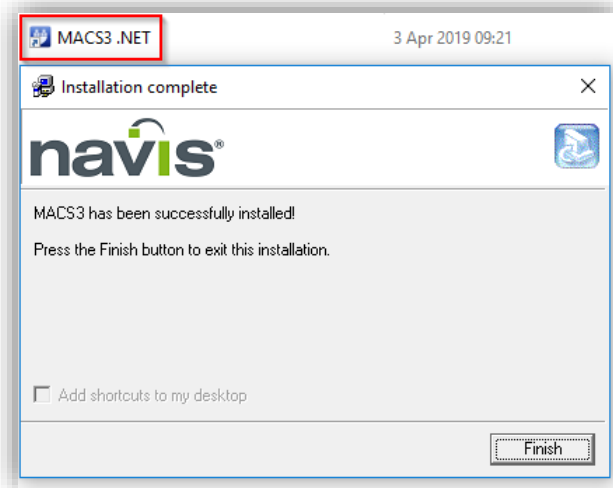 MACS3 .NET 3 Apr 2019 09:21
Installation complete
navis®
MACS3 has been successfully installed!
Press the Finish button to exit this installation.
Add shortcuts to my desktop
Finish